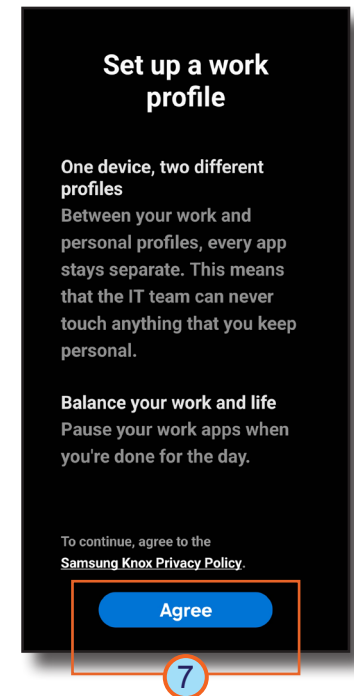 Set up a work
profile
One device, two different
profiles
Between your work and
personal profiles, every app
stays separate. This means
that the IT team can never
touch anything that you keep
personal.
Balance your work and life
Pause your work apps when
you're done for the day.
To continue, agree to the
Samsung Knox Privacy Policy.
Agree
7